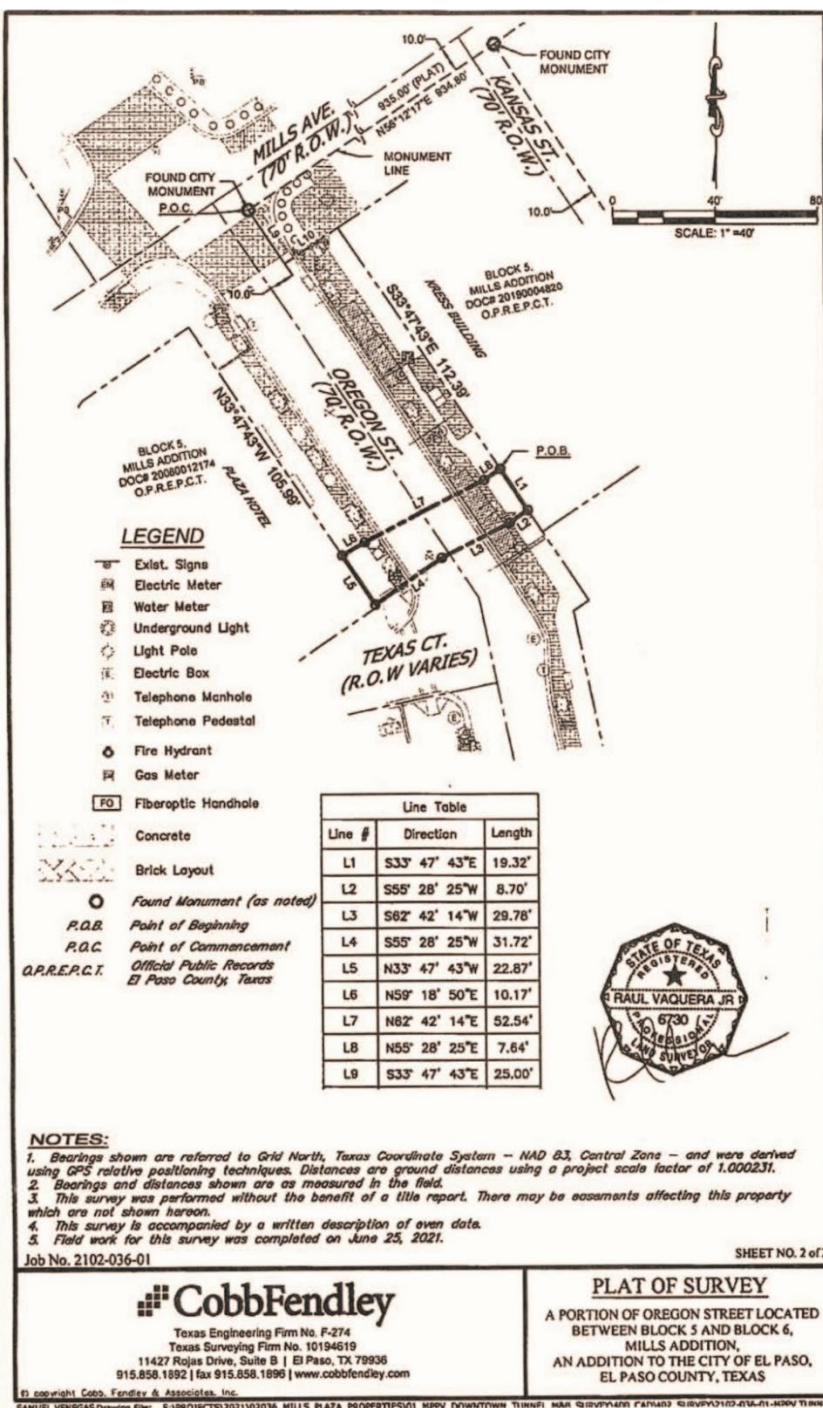 10.0'
FOUND CITY
MONUMENT
935.00' (PLAT)
N56°12'17"E 934.80'
KANSAS ST.
(70' R.O.W.)
MILLS AVE.
(70' R.O.W.)
MONUMENT
LINE
FOUND CITY
MONUMENT
P.O.C.
10.0'
0 40' 80
SCALE: 1" =40'
L9
L10
10.0'
BLOCK 5,
MILLS ADDITION
DOC# 20190004820
O.P.R.E.P.C.T.
KRESS BUILDING
S33°47'43"E 112.39'
OREGON ST.
(70' R.O.W.)
N33°47'43"W 105.99'
PLAZA HOTEL
BLOCK 5,
MILLS ADDITION
DOC# 20080012174
O.P.R.E.P.C.T.
P.O.B.
L8
L1
L7
L2
L6
L3
L5
L4
TEXAS CT.
(R.O.W VARIES)
LEGEND
Exist. Signs
EM Electric Meter
Water Meter
Underground Light
Light Pole
E Electric Box
Telephone Manhole
T Telephone Pedestal
Fire Hydrant
Gas Meter
FO Fiberoptic Handhole
Concrete
Brick Layout
Found Monument (as noted)
P.O.B. Point of Beginning
P.O.C. Point of Commencement
O.P.R.E.P.C.T. Official Public Records
El Paso County, Texas
Line Table
Line # Direction Length
L1 S33° 47' 43"E 19.32'
L2 S55° 28' 25"W 8.70'
L3 S62° 42' 14"W 29.78'
L4 S55° 28' 25"W 31.72'
L5 N33° 47' 43"W 22.87'
L6 N59° 18' 50"E 10.17'
L7 N62° 42' 14"E 52.54'
L8 N55° 28' 25"E 7.64'
L9 S33° 47' 43"E 25.00'
STATE OF TEXAS
REGISTERED
RAUL VAQUERA JR
6730
PROFESSIONAL
LAND SURVEYOR
NOTES:
1. Bearings shown are referred to Grid North, Texas Coordinate System – NAD 83, Central Zone – and were derived
using GPS relative positioning techniques. Distances are ground distances using a project scale factor of 1.000231.
2. Bearings and distances shown are as measured in the field.
3. This survey was performed without the benefit of a title report. There may be easements affecting this property
which are not shown hereon.
4. This survey is accompanied by a written description of even date.
5. Field work for this survey was completed on June 25, 2021.
Job No. 2102-036-01
SHEET NO. 2 of
CobbFendley
Texas Engineering Firm No. F-274
Texas Surveying Firm No. 10194619
11427 Rojas Drive, Suite B | El Paso, TX 79936
915.858.1892 | fax 915.858.1896 | www.cobbfendley.com
© copyright Cobb, Fendley & Associates, Inc.
PLAT OF SURVEY
A PORTION OF OREGON STREET LOCATED
BETWEEN BLOCK 5 AND BLOCK 6,
MILLS ADDITION,
AN ADDITION TO THE CITY OF EL PASO,
EL PASO COUNTY, TEXAS